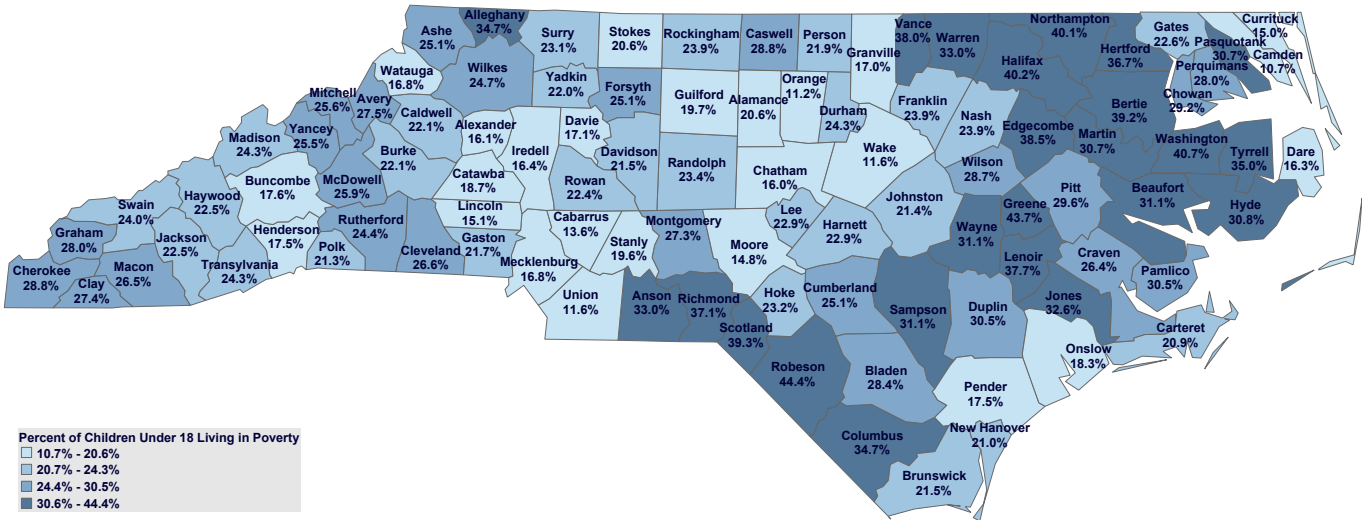 Alleghany
34.7%
Ashe
25.1%
Surry
23.1%
Stokes
20.6%
Rockingham
23.9%
Caswell
28.8%
Person
21.9%
Granville
17.0%
Vance
38.0%
Warren
33.0%
Northampton
40.1%
Gates
22.6%
Currituck
15.0%
Pasquotank
30.7%
Camden
10.7%
Perquimans
28.0%
Chowan
29.2%
Hertford
36.7%
Halifax
40.2%
Watauga
16.8%
Wilkes
24.7%
Yadkin
22.0%
Forsyth
25.1%
Guilford
19.7%
Alamance
20.6%
Orange
11.2%
Durham
24.3%
Franklin
23.9%
Nash
23.9%
Edgecombe
38.5%
Bertie
39.2%
Martin
30.7%
Washington
40.7%
Tyrrell
35.0%
Dare
16.3%
Mitchell
25.6%
Avery
27.5%
Caldwell
22.1%
Alexander
16.1%
Iredell
16.4%
Davie
17.1%
Davidson
21.5%
Randolph
23.4%
Chatham
16.0%
Wake
11.6%
Wilson
28.7%
Pitt
29.6%
Beaufort
31.1%
Hyde
30.8%
Madison
24.3%
Yancey
25.5%
Burke
22.1%
Catawba
18.7%
Rowan
22.4%
Buncombe
17.6%
McDowell
25.9%
Haywood
22.5%
Swain
24.0%
Graham
28.0%
Jackson
22.5%
Henderson
17.5%
Polk
21.3%
Rutherford
24.4%
Cleveland
26.6%
Lincoln
15.1%
Gaston
21.7%
Cabarrus
13.6%
Stanly
19.6%
Montgomery
27.3%
Moore
14.8%
Lee
22.9%
Harnett
22.9%
Johnston
21.4%
Wayne
31.1%
Greene
43.7%
Lenoir
37.7%
Craven
26.4%
Pamlico
30.5%
Cherokee
28.8%
Clay
27.4%
Macon
26.5%
Transylvania
24.3%
Mecklenburg
16.8%
Union
11.6%
Anson
33.0%
Richmond
37.1%
Scotland
39.3%
Hoke
23.2%
Cumberland
25.1%
Sampson
31.1%
Duplin
30.5%
Jones
32.6%
Carteret
20.9%
Onslow
18.3%
Robeson
44.4%
Bladen
28.4%
Pender
17.5%
Columbus
34.7%
New Hanover
21.0%
Brunswick
21.5%
Percent of Children Under 18 Living in Poverty
10.7% - 20.6%
20.7% - 24.3%
24.4% - 30.5%
30.6% - 44.4%